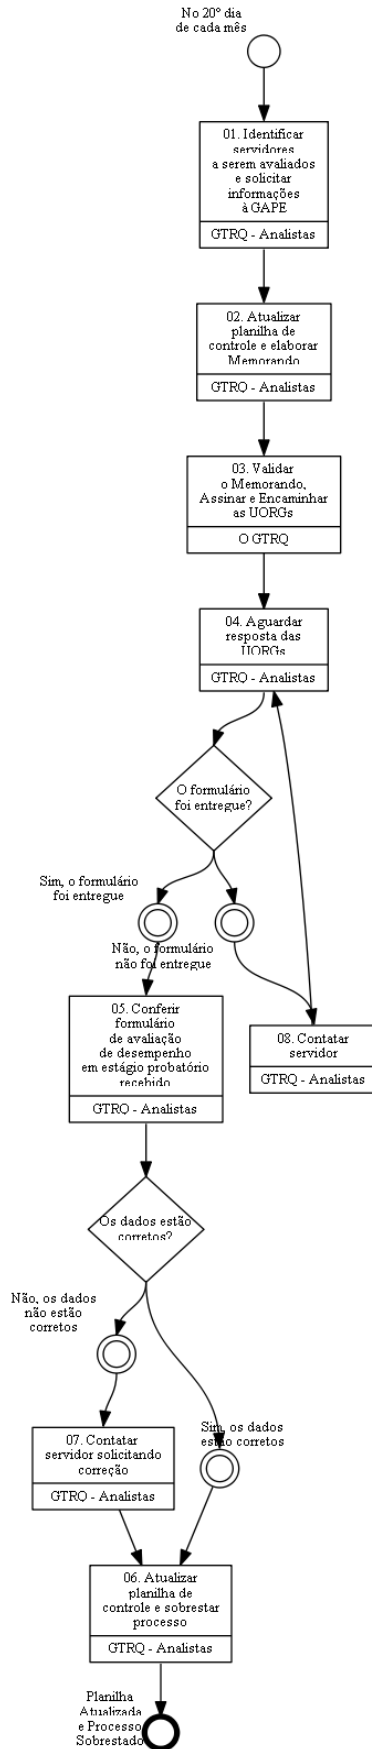 No 20º dia
de cada mês
01. Identificar
servidores
a serem avaliados
e solicitar
informações
à GAPE
GTRQ - Analistas
02. Atualizar
planilha de
controle e elaborar
Memorando
GTRQ - Analistas
03. Validar
o Memorando,
Assinar e Encaminhar
as UORGs
O GTRQ
04. Aguardar
resposta das
UORGs
GTRQ - Analistas
O formulário
foi entregue?
Sim, o formulário
foi entregue
Não, o formulário
não foi entregue
05. Conferir
formulário
de avaliação
de desempenho
em estágio probatório
recebido
GTRQ - Analistas
08. Contatar
servidor
GTRQ - Analistas
Os dados estão
corretos?
Não, os dados
não estão
corretos
Sim, os dados
estão corretos
07. Contatar
servidor solicitando
correção
GTRQ - Analistas
06. Atualizar
planilha de
controle e sobrestar
processo
GTRQ - Analistas
Planilha
Atualizada
e Processo
Sobrestado